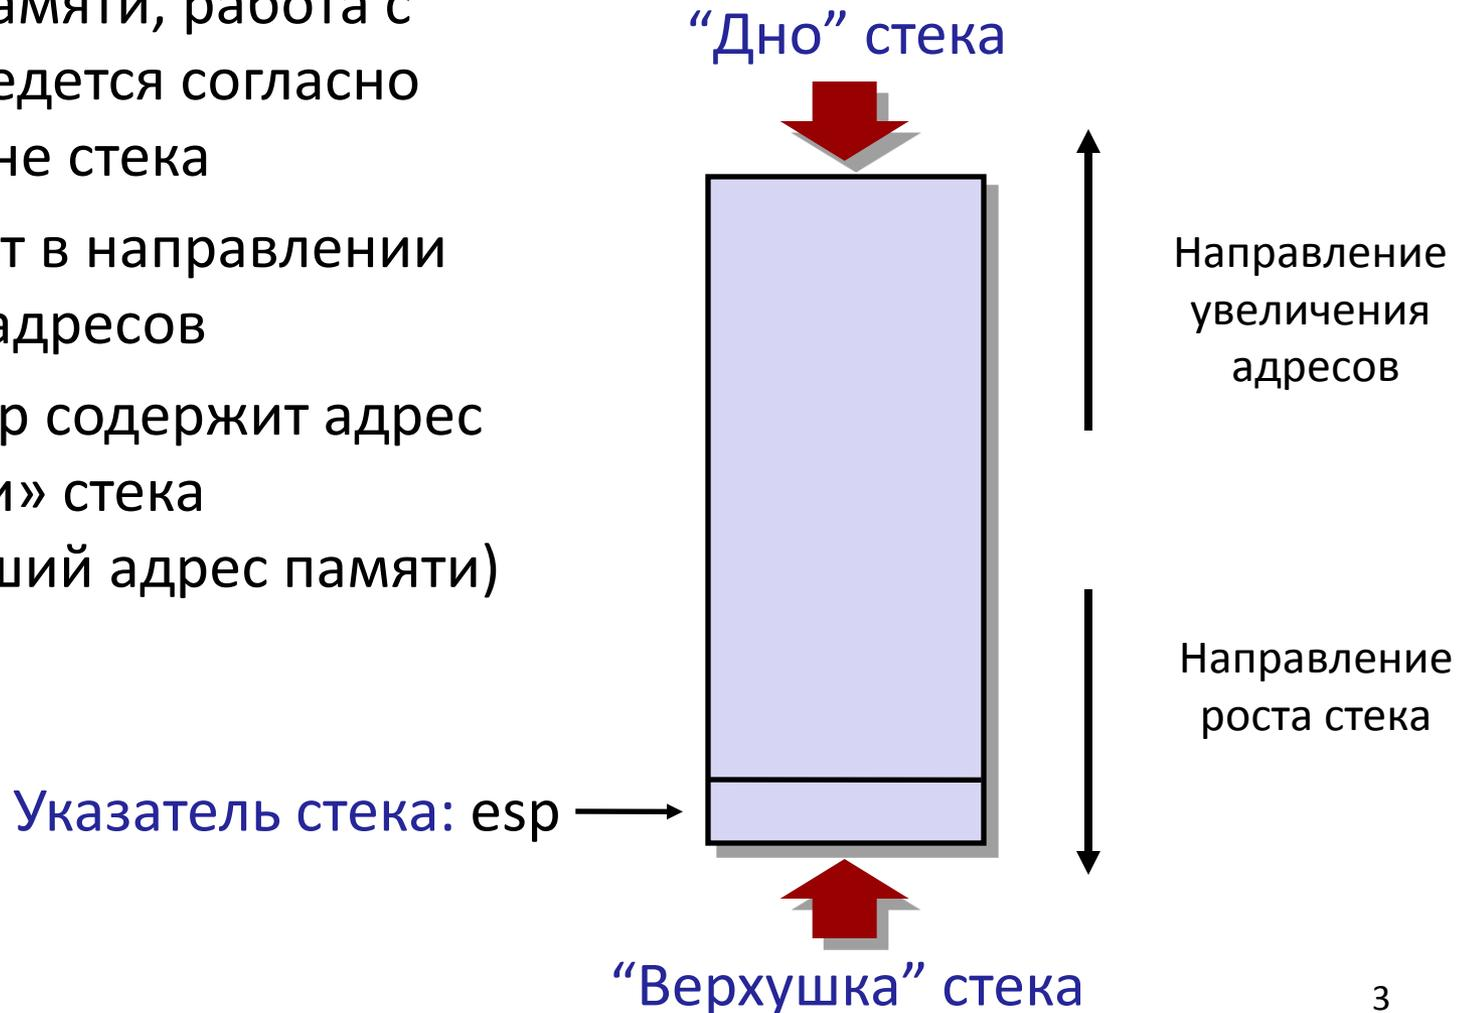 амяти, работа с
едется согласно
не стека
т в направлении
адресов
р содержит адрес
и» стека
ший адрес памяти)
“Дно” стека
Направление
увеличения
адресов
Направление
роста стека
Указатель стека: esp
“Верхушка” стека
3